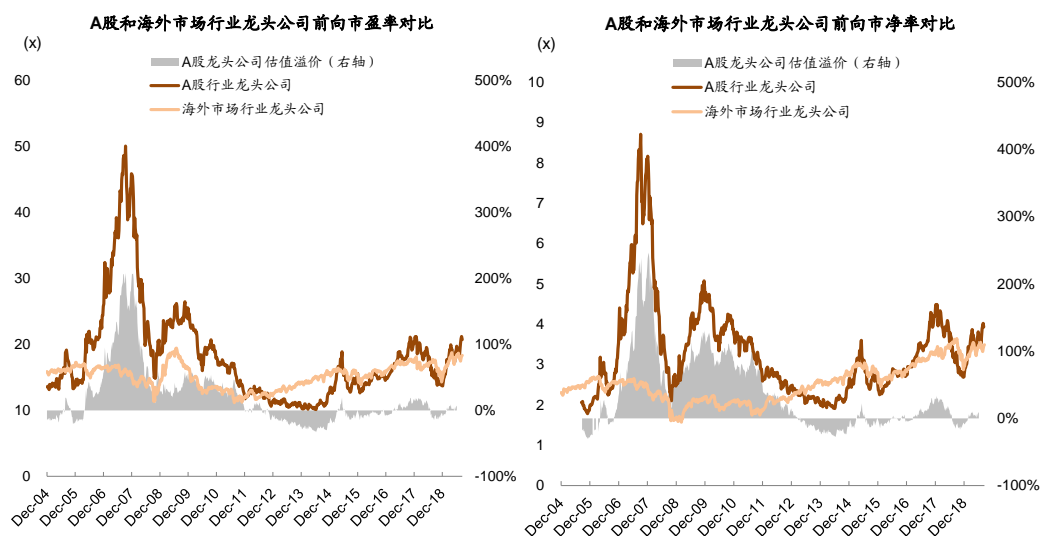 A股和海外市场行业龙头公司前向市盈率对比
(x)
A股龙头公司估值溢价（右轴）
A股行业龙头公司
海外市场行业龙头公司
60
50
40
30
20
10
0
500%
400%
300%
200%
100%
0%
-100%
Dec-04
Dec-05
Dec-06
Dec-07
Dec-08
Dec-09
Dec-10
Dec-11
Dec-12
Dec-13
Dec-14
Dec-15
Dec-16
Dec-17
Dec-18
A股和海外市场行业龙头公司前向市净率对比
(x)
A股龙头公司估值溢价（右轴）
A股行业龙头公司
海外市场行业龙头公司
10
9
8
7
6
5
4
3
2
1
0
500%
400%
300%
200%
100%
0%
-100%
Dec-04
Dec-05
Dec-06
Dec-07
Dec-08
Dec-09
Dec-10
Dec-11
Dec-12
Dec-13
Dec-14
Dec-15
Dec-16
Dec-17
Dec-18